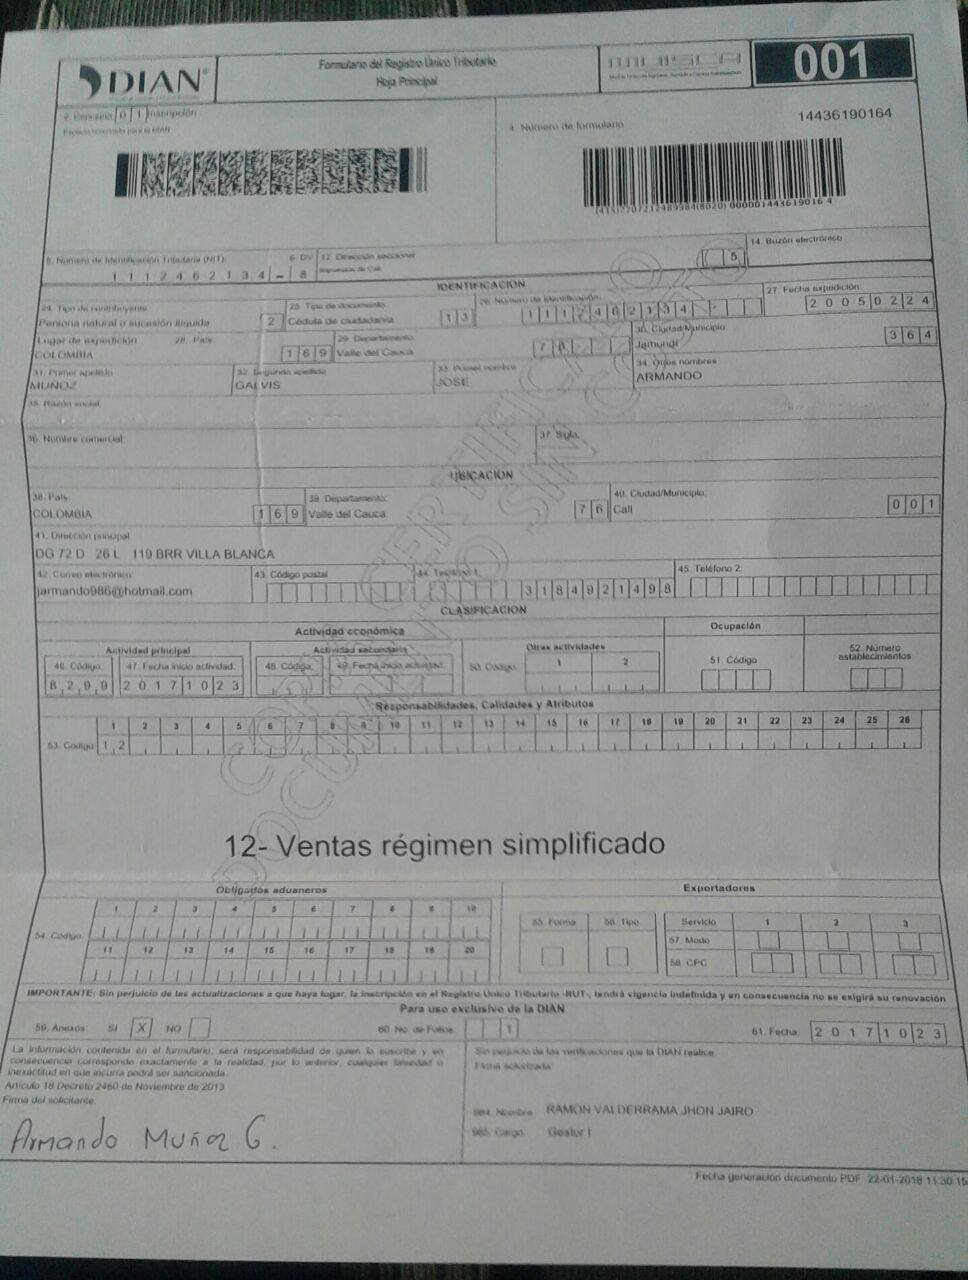 DIAN
Formulario del Registro Único Tributario
Hoja Principal
MUISCA
001
2. Concepto 0 1 Inscripción
Espacio reservado para la DIAN
4. Número de formulario
14436190164
(415)7707212489984(8020) 000001443619016 4
5. Número de Identificación Tributaria (NIT):
6. DV
12. Dirección seccional
14. Buzón electrónico
1 1 1 2 4 6 2 1 3 4 - 8
Impuestos de Cali
5
IDENTIFICACION
24. Tipo de contribuyente:
25. Tipo de documento:
26. Número de Identificación:
27. Fecha expedición:
Persona natural o sucesión ilíquida 2
Cédula de ciudadanía 1 3
1 1 1 2 4 6 2 1 3 4
2 0 0 5 0 2 2 4
Lugar de expedición 28. País:
29. Departamento:
30. Ciudad/Municipio:
COLOMBIA 1 6 9
Valle del Cauca 7 6
Jamundí 3 6 4
31. Primer apellido
32. Segundo apellido
33. Primer nombre
34. Otros nombres
MUÑOZ
GALVIS
JOSE
ARMANDO
35. Razón social:
36. Nombre comercial:
37. Sigla:
UBICACION
38. País:
39. Departamento:
40. Ciudad/Municipio:
COLOMBIA 1 6 9
Valle del Cauca 7 6
Cali 0 0 1
41. Dirección principal
DG 72 D 26 L 119 BRR VILLA BLANCA
42. Correo electrónico:
43. Código postal
44. Teléfono 1:
45. Teléfono 2:
jarmando986@hotmail.com
3 1 8 4 9 2 1 4 9 8
CLASIFICACION
Actividad económica
Ocupación
Actividad principal
Actividad secundaria
Otras actividades
52. Número establecimientos
46. Código:
47. Fecha inicio actividad:
48. Código:
49. Fecha inicio actividad:
50. Código:
1 2
51. Código
8 2 9 9
2 0 1 7 1 0 2 3
Responsabilidades, Calidades y Atributos
1 2 3 4 5 6 7 8 9 10 11 12 13 14 15 16 17 18 19 20 21 22 23 24 25 26
53. Código: 1 2
12- Ventas régimen simplificado
Obligados aduaneros
Exportadores
1 2 3 4 5 6 7 8 9 10
54. Código:
11 12 13 14 15 16 17 18 19 20
55. Forma
56. Tipo
Servicio 1 2 3
57. Modo
58. CPC
IMPORTANTE: Sin perjuicio de las actualizaciones a que haya lugar, la inscripción en el Registro Único Tributario -RUT-, tendrá vigencia indefinida y en consecuencia no se exigirá su renovación
Para uso exclusivo de la DIAN
59. Anexos SI X NO
60. No. de Folios: 1
61. Fecha: 2 0 1 7 1 0 2 3
La información contenida en el formulario, será responsabilidad de quien lo suscribe y en
consecuencia corresponde exactamente a la realidad, por lo anterior, cualquier falsedad o
inexactitud en que incurra podrá ser sancionada.
Artículo 18 Decreto 2460 de Noviembre de 2013
Firma del solicitante:
Armando Muñoz G.
Sin perjuicio de las verificaciones que la DIAN realice.
Firma autorizada:
984. Nombre RAMON VALDERRAMA JHON JAIRO
985. Cargo: Gestor I
Fecha generación documento PDF: 22-01-2018 11:30:15